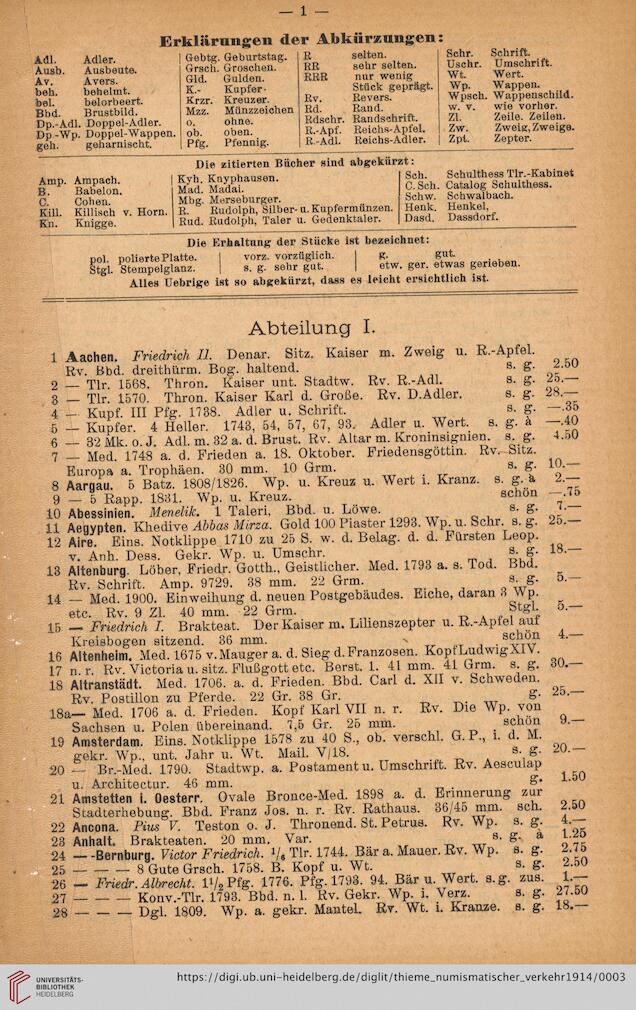 — 1 —
Erklärungen der Abkürzungen:
Adl. Adler.
Ausb. Ausbeute.
Av. Avers.
beh. behelmt.
bel. belorbeert.
Bbd. Brustbild.
Dp.-Adl. Doppel-Adler.
Dp.-Wp. Doppel-Wappen.
geh. geharnischt.
Gebtg. Geburtstag.
Grsch. Groschen.
Gld. Gulden.
K.- Kupfer-
Krzr. Kreuzer.
Mzz. Münzzeichen
o. ohne.
ob. oben.
Pfg. Pfennig.
R selten.
RR sehr selten.
RRR nur wenig
Stück geprägt.
Rv. Revers.
Rd. Rand.
Rdschr. Randschrift.
R.-Apf. Reichs-Apfel.
R.-Adl. Reichs-Adler.
Schr. Schrift.
Uschr. Umschrift.
Wt. Wert.
Wp. Wappen.
Wpsch. Wappenschild.
w. v. wie vorher.
Zl. Zeile. Zeilen.
Zw. Zweig, Zweige.
Zpt. Zepter.
Die zitierten Bücher sind abgekürzt:
Amp. Ampach.
B. Babelon.
C. Cohen.
Kill. Killisch v. Horn.
Kn. Knigge.
Kyh. Knyphausen.
Mad. Madai.
Mbg. Merseburger.
R. Rudolph, Silber- u. Kupfermünzen.
Rud. Rudolph, Taler u. Gedenktaler.
Sch. Schulthess Tlr.-Kabinet
C. Sch. Catalog Schulthess.
Schw. Schwalbach.
Henk. Henkel,
Dasd. Dassdorf.
Die Erhaltung der Stücke ist bezeichnet:
pol. polierte Platte. | vorz. vorzüglich. | g. gut.
Stgl. Stempelglanz. | s. g. sehr gut. | etw. ger. etwas gerieben.
Alles Uebrige ist so abgekürzt, dass es leicht ersichtlich ist.
Abteilung I.
1 Aachen. Friedrich II. Denar. Sitz. Kaiser m. Zweig u. R.-Apfel.
Rv. Bbd. dreithürm. Bog. haltend. s. g. 2.50
2 — Tlr. 1568. Thron. Kaiser unt. Stadtw. Rv. R.-Adl. s. g. 25.—
3 — Tlr. 1570. Thron. Kaiser Karl d. Große. Rv. D.Adler. s. g. 28.—
4 — Kupf. III Pfg. 1738. Adler u. Schrift. s. g. —.35
5 — Kupfer. 4 Heller. 1743, 54, 57, 67, 93. Adler u. Wert. s. g. à —.40
6 — 32 Mk. o. J. Adl. m. 32 a. d. Brust. Rv. Altar m. Kroninsignien. s. g. 4.50
7 — Med. 1748 a. d. Frieden a. 18. Oktober. Friedensgöttin. Rv. Sitz.
Europa a. Trophäen. 30 mm. 10 Grm. s. g. 10.—
8 Aargau. 5 Batz. 1808/1826. Wp. u. Kreuz u. Wert i. Kranz. s. g. à 2.—
9 — 5 Rapp. 1831. Wp. u. Kreuz. schön —.75
10 Abessinien. Menelik. 1 Taleri, Bbd. u. Löwe. s. g. 7.—
11 Aegypten. Khedive Abbas Mirza. Gold 100 Piaster 1293. Wp. u. Schr. s. g. 25.—
12 Aire. Eins. Notklippe 1710 zu 25 S. w. d. Belag. d. d. Fürsten Leop.
v. Anh. Dess. Gekr. Wp. u. Umschr. s. g. 18.—
13 Altenburg. Löber, Friedr. Gotth., Geistlicher. Med. 1793 a. s. Tod. Bbd.
Rv. Schrift. Amp. 9729. 38 mm. 22 Grm. s. g. 5.—
14 — Med. 1900. Einweihung d. neuen Postgebäudes. Eiche, daran 3 Wp.
etc. Rv. 9 Zl. 40 mm. 22 Grm. Stgl. 5.—
15 — Friedrich I. Brakteat. Der Kaiser m. Lilienszepter u. R.-Apfel auf
Kreisbogen sitzend. 36 mm. schön 4.—
16 Altenheim. Med. 1675 v. Mauger a. d. Sieg d. Franzosen. Kopf Ludwig XIV.
17 n. r. Rv. Victoria u. sitz. Flußgott etc. Berst. 1. 41 mm. 41 Grm. s. g. 30.—
18 Altranstädt. Med. 1706. a. d. Frieden. Bbd. Carl d. XII v. Schweden.
Rv. Postillon zu Pferde. 22 Gr. 38 Gr. g. 25.—
18a— Med. 1706 a. d. Frieden. Kopf Karl VII n. r. Rv. Die Wp. von
Sachsen u. Polen übereinand. 7,5 Gr. 25 mm. schön 9.—
19 Amsterdam. Eins. Notklippe 1578 zu 40 S., ob. verschl. G. P., i. d. M.
gekr. Wp., unt. Jahr u. Wt. Mail. V/18. s. g. 20.—
20 — Br.-Med. 1790. Stadtwp. a. Postament u. Umschrift. Rv. Aesculap
u. Architectur. 46 mm. g. 1.50
21 Amstetten i. Oesterr. Ovale Bronce-Med. 1898 a. d. Erinnerung zur
Stadterhebung. Bbd. Franz Jos. n. r. Rv. Rathaus. 36/45 mm. sch. 2.50
22 Ancona. Pius V. Teston o. J. Thronend. St. Petrus. Rv. Wp. s. g. 4.—
23 Anhalt. Brakteaten. 20 mm. Var. s. g. à 1.25
24 — -Bernburg. Victor Friedrich. 1/6 Tlr. 1744. Bär a. Mauer. Rv. Wp. s. g. 2.75
25 — — — 8 Gute Grsch. 1758. B. Kopf u. Wt. s. g. 2.50
26 — Friedr. Albrecht. 1 1/2 Pfg. 1776. Pfg. 1793. 94. Bär u. Wert. s. g. zus. 1.—
27 — — — Konv.-Tlr. 1793. Bbd. n. l. Rv. Gekr. Wp. i. Verz. s. g. 27.50
28 — — — Dgl. 1809. Wp. a. gekr. Mantel. Rv. Wt. i. Kranze. s. g. 18.—
UNIVERSITÄTS-
BIBLIOTHEK
HEIDELBERG
https://digi.ub.uni-heidelberg.de/diglit/thieme_numismatischer_verkehr1914/0003